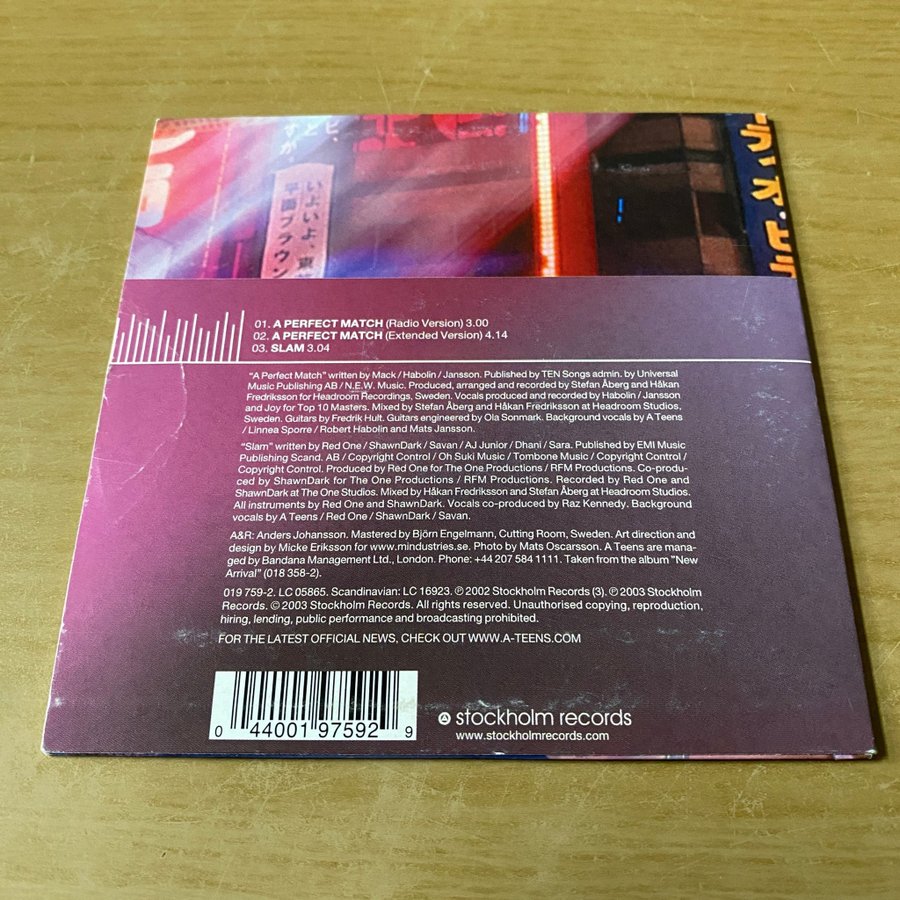 ビ、
と
すが。
いよいよ、東
平面ブラウン
01. A PERFECT MATCH (Radio Version) 3.00
02. A PERFECT MATCH (Extended Version) 4.14
03. SLAM 3.04
"A Perfect Match" written by Mack / Habolin / Jansson. Published by TEN Songs admin. by Universal
Music Publishing AB / N.E.W. Music. Produced, arranged and recorded by Stefan Åberg and Håkan
Fredriksson for Headroom Recordings, Sweden. Vocals produced and recorded by Habolin / Jansson
and Joy for Top 10 Masters. Mixed by Stefan Åberg and Håkan Fredriksson at Headroom Studios,
Sweden. Guitars by Fredrik Hult. Guitars engineered by Ola Sonmark. Background vocals by A Teens
/ Linnea Sporre / Robert Habolin and Mats Jansson.
"Slam" written by Red One / ShawnDark / Savan / AJ Junior / Dhani / Sara. Published by EMI Music
Publishing Scand. AB / Copyright Control / Oh Suki Music / Tombone Music / Copyright Control /
Copyright Control. Produced by Red One for The One Productions / RFM Productions. Co-produ-
ced by ShawnDark for The One Productions / RFM Productions. Recorded by Red One and
ShawnDark at The One Studios. Mixed by Håkan Fredriksson and Stefan Åberg at Headroom Studios.
All instruments by Red One and ShawnDark. Vocals co-produced by Raz Kennedy. Background
vocals by A Teens / Red One / ShawnDark / Savan.
A&R: Anders Johansson. Mastered by Björn Engelmann, Cutting Room, Sweden. Art direction and
design by Micke Eriksson for www.mindustries.se. Photo by Mats Oscarsson. A Teens are mana-
ged by Bandana Management Ltd., London. Phone: +44 207 584 1111. Taken from the album "New
Arrival" (018 358-2).
019 759-2. LC 05865. Scandinavian: LC 16923. ℗ 2002 Stockholm Records (3). ℗ 2003 Stockholm
Records. © 2003 Stockholm Records. All rights reserved. Unauthorised copying, reproduction,
hiring, lending, public performance and broadcasting prohibited.
FOR THE LATEST OFFICIAL NEWS, CHECK OUT WWW.A-TEENS.COM
0 44001 97592 9
stockholm records
www.stockholmrecords.com